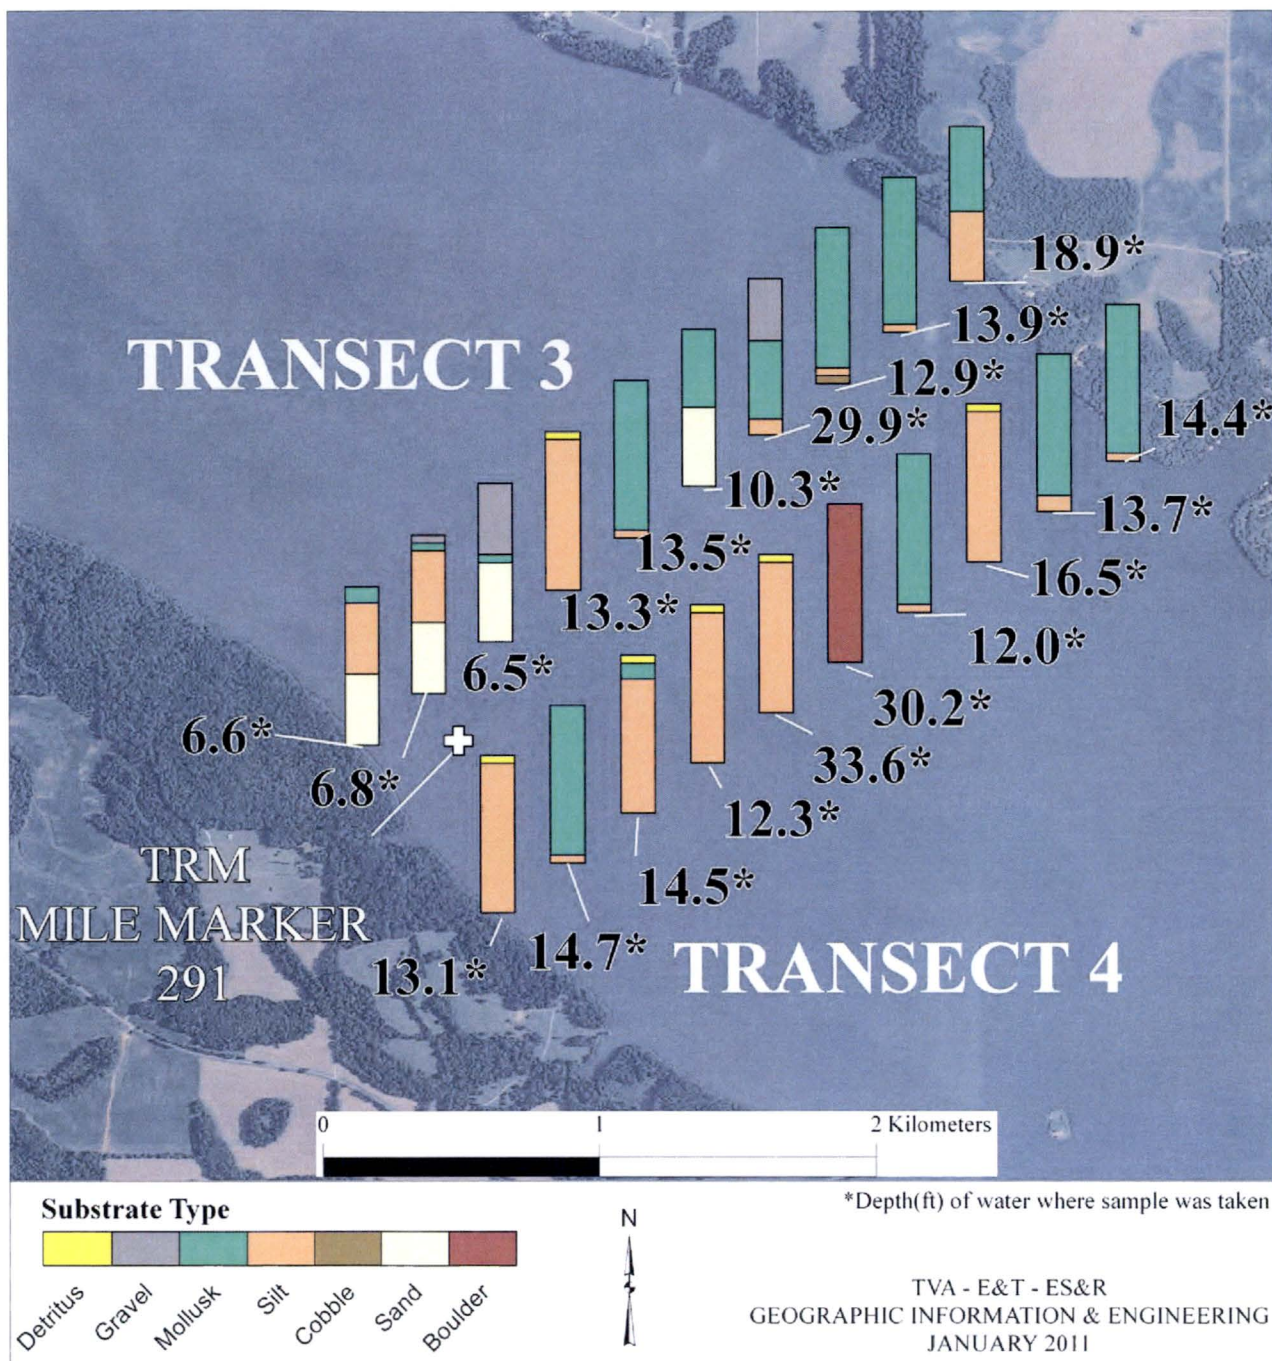 18.9*
TRANSECT 3
13.9*
12.9*
29.9*
14.4*
10.3*
13.7*
13.5*
16.5*
13.3*
12.0*
6.5*
30.2*
6.6*
33.6*
6.8*
12.3*
14.5*
TRM
MILE MARKER
291
14.7*
13.1*
TRANSECT 4
0 1 2 Kilometers
*Depth(ft) of water where sample was taken
Substrate Type
N
Detritus
Gravel
Mollusk
Silt
Cobble
Sand
Boulder
TVA - E&T - ES&R
GEOGRAPHIC INFORMATION & ENGINEERING
JANUARY 2011